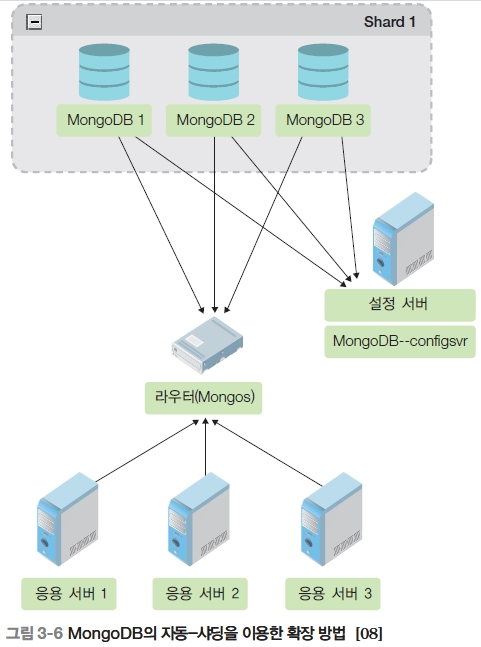 Shard 1
MongoDB 1 MongoDB 2 MongoDB 3
설정 서버
MongoDB--configsvr
라우터(Mongos)
응용 서버 1 응용 서버 2 응용 서버 3
그림 3-6 MongoDB의 자동-샤딩을 이용한 확장 방법 [08]